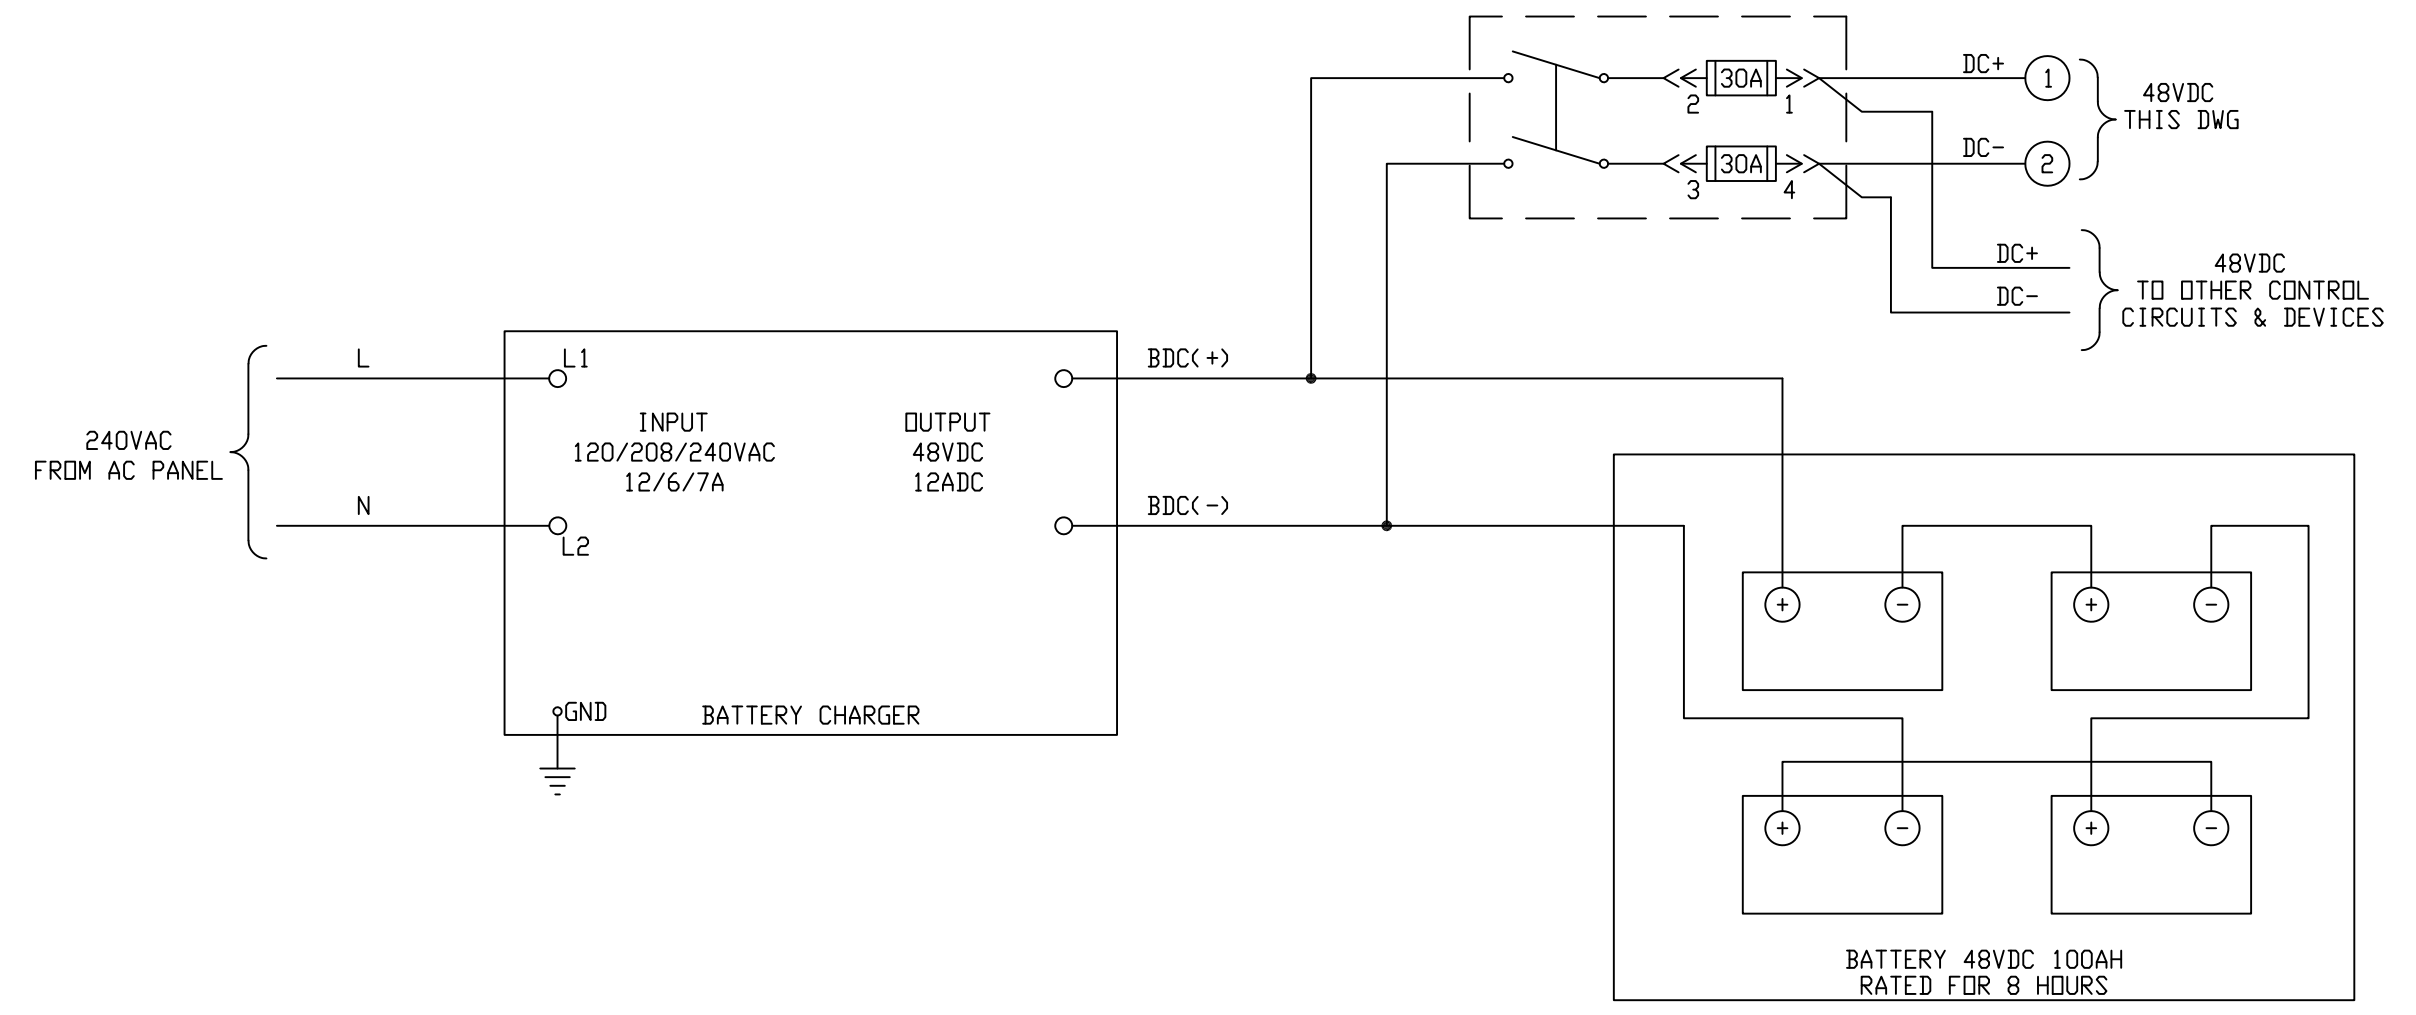 DC+
1
30A
2
1
48VDC
THIS DWG
DC-
2
30A
3
4
DC+
DC-
48VDC
TO OTHER CONTROL
CIRCUITS & DEVICES
240VAC
FROM AC PANEL
L
N
L1
L2
INPUT
120/208/240VAC
12/6/7A
OUTPUT
48VDC
12ADC
GND
BATTERY CHARGER
BDC(+)
BDC(-)
+
-
+
-
+
-
+
-
BATTERY 48VDC 100AH
RATED FOR 8 HOURS